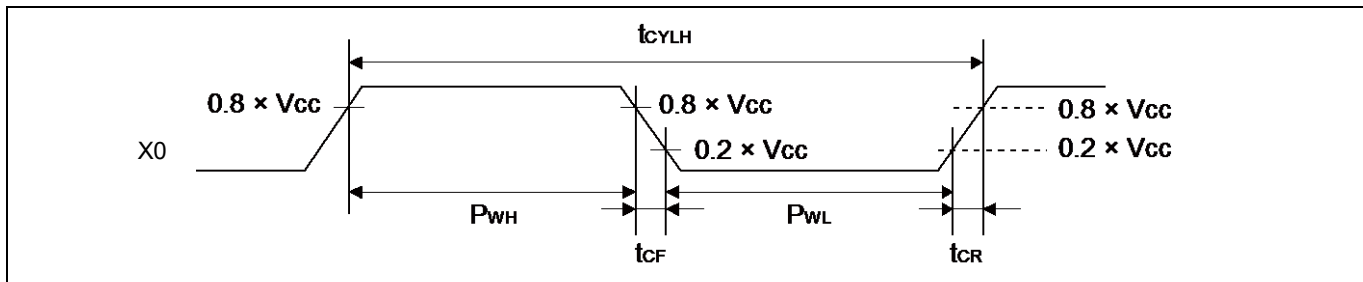 tCYLH
0.8 × VCC
0.8 × VCC
0.8 × VCC
X0
0.2 × VCC
0.2 × VCC
PWH
PWL
tCF
tCR